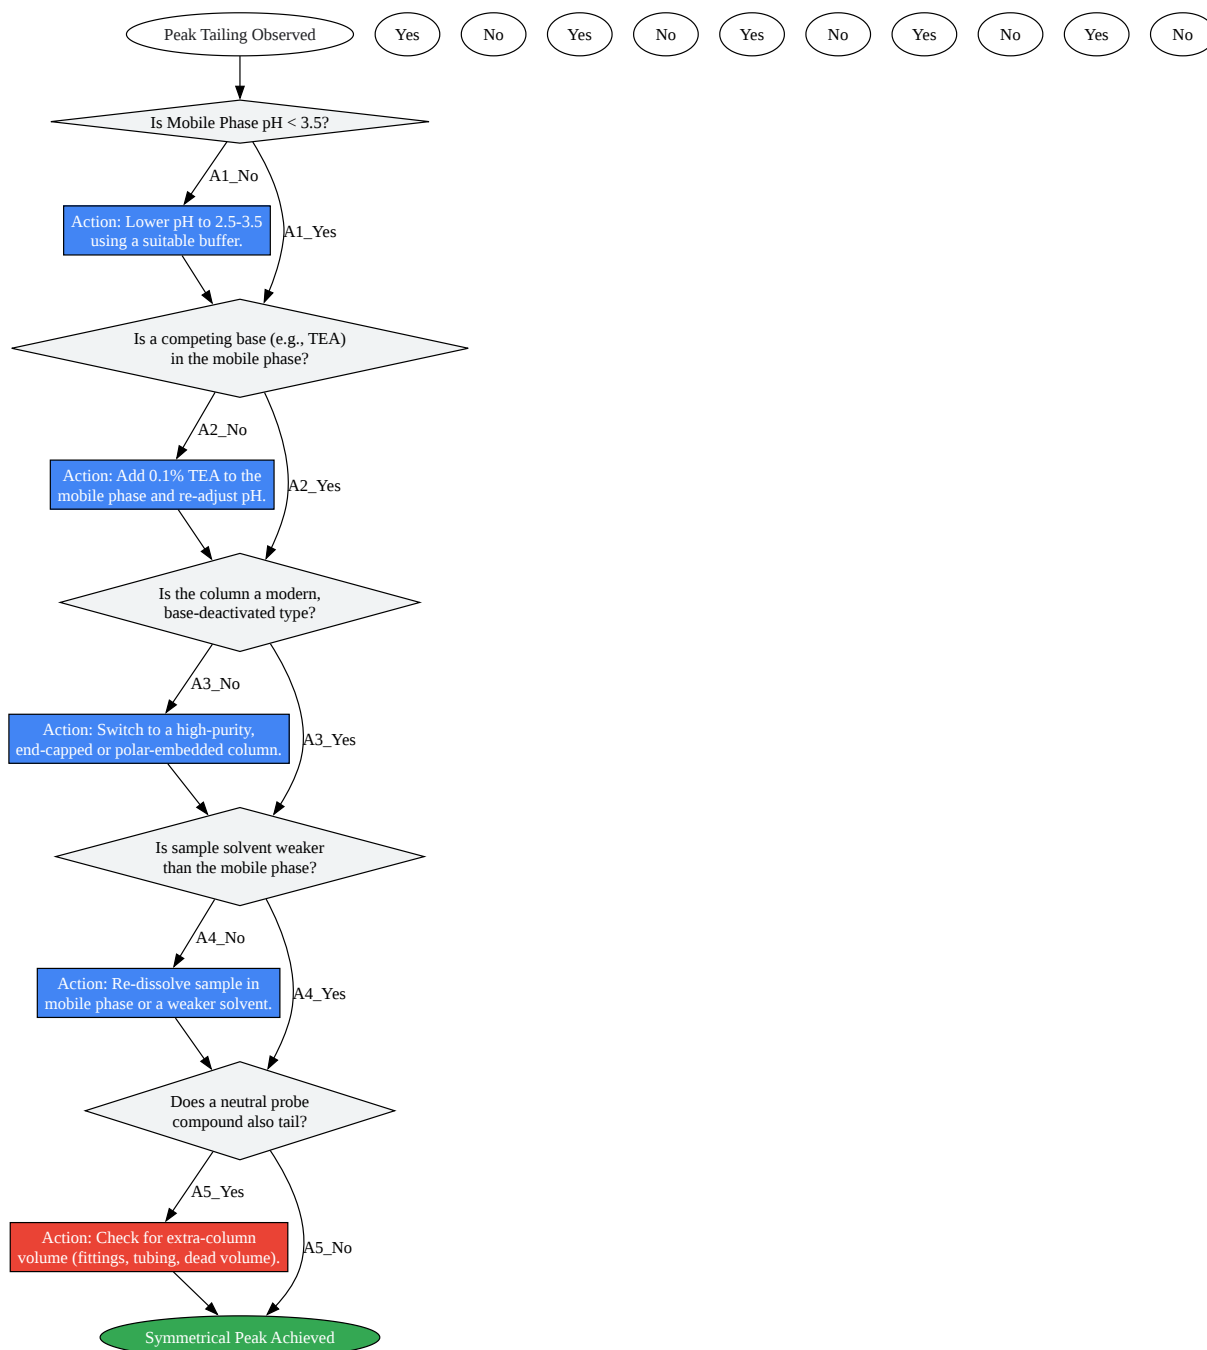 Peak Tailing Observed
Yes
No
Yes
No
Yes
No
Yes
No
Yes
No
Is Mobile Phase pH < 3.5?
A1_No
Action: Lower pH to 2.5-3.5
using a suitable buffer.
A1_Yes
Is a competing base (e.g., TEA)
in the mobile phase?
A2_No
Action: Add 0.1% TEA to the
mobile phase and re-adjust pH.
A2_Yes
Is the column a modern,
base-deactivated type?
A3_No
Action: Switch to a high-purity,
end-capped or polar-embedded column.
A3_Yes
Is sample solvent weaker
than the mobile phase?
A4_No
Action: Re-dissolve sample in
mobile phase or a weaker solvent.
A4_Yes
Does a neutral probe
compound also tail?
A5_Yes
Action: Check for extra-column
volume (fittings, tubing, dead volume).
A5_No
Symmetrical Peak Achieved